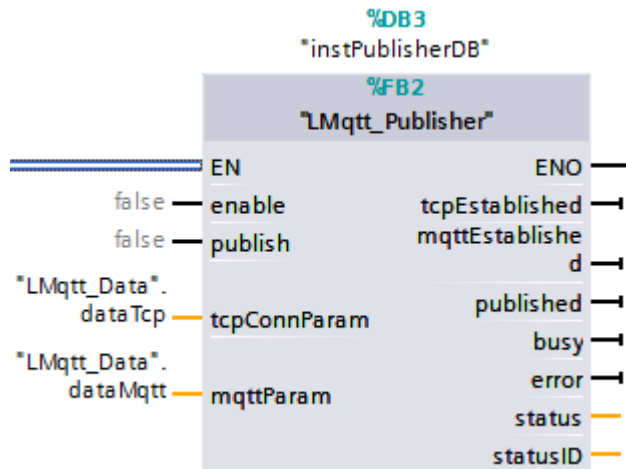 %DB3
"instPublisherDB"
%FB2
"LMqtt_Publisher"
EN
ENO
false
enable
tcpEstablished
false
publish
mqttEstablishe
d
"LMqtt_Data".
dataTcp
tcpConnParam
published
busy
"LMqtt_Data".
dataMqtt
mqttParam
error
status
statusID